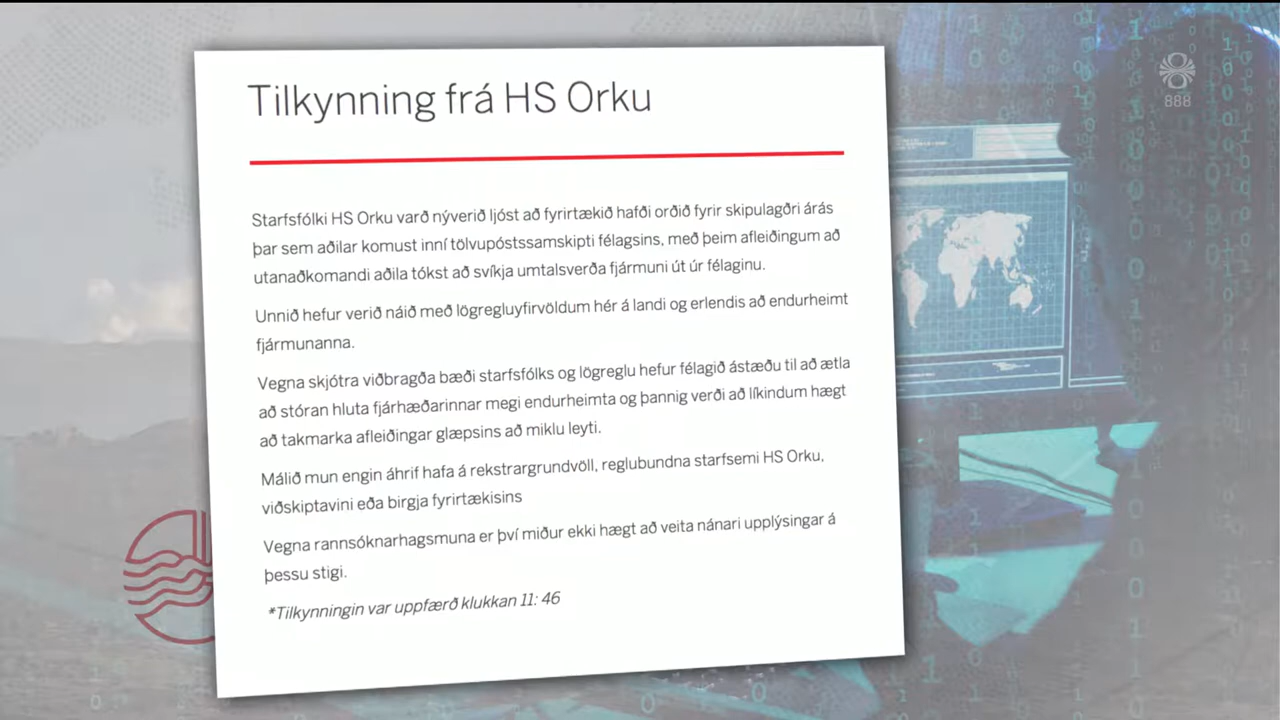 Tilkynning frá HS Orku
Starfsfólki HS Orku varð nýverið ljóst að fyrirtækið hafði orðið fyrir skipulagðri árás
þar sem aðilar komust inní tölvupóstssamskipti félagsins, með þeim afleiðingum að
utanaðkomandi aðila tókst að svíkja umtalsverða fjármuni út úr félaginu.
Unnið hefur verið náið með lögregluyfirvöldum hér á landi og erlendis að endurheimt
fjármunanna.
Vegna skjótra viðbragða bæði starfsfólks og lögreglu hefur félagið ástæðu til að ætla
að stóran hluta fjárhæðarinnar megi endurheimta og þannig verði að líkindum hægt
að takmarka afleiðingar glæpsins að miklu leyti.
Málið mun engin áhrif hafa á rekstrargrundvöll, reglubundna starfsemi HS Orku,
viðskiptavini eða birgja fyrirtækisins
Vegna rannsóknarhagsmuna er því miður ekki hægt að veita nánari upplýsingar á
þessu stigi.
*Tilkynningin var uppfærð klukkan 11: 46
888